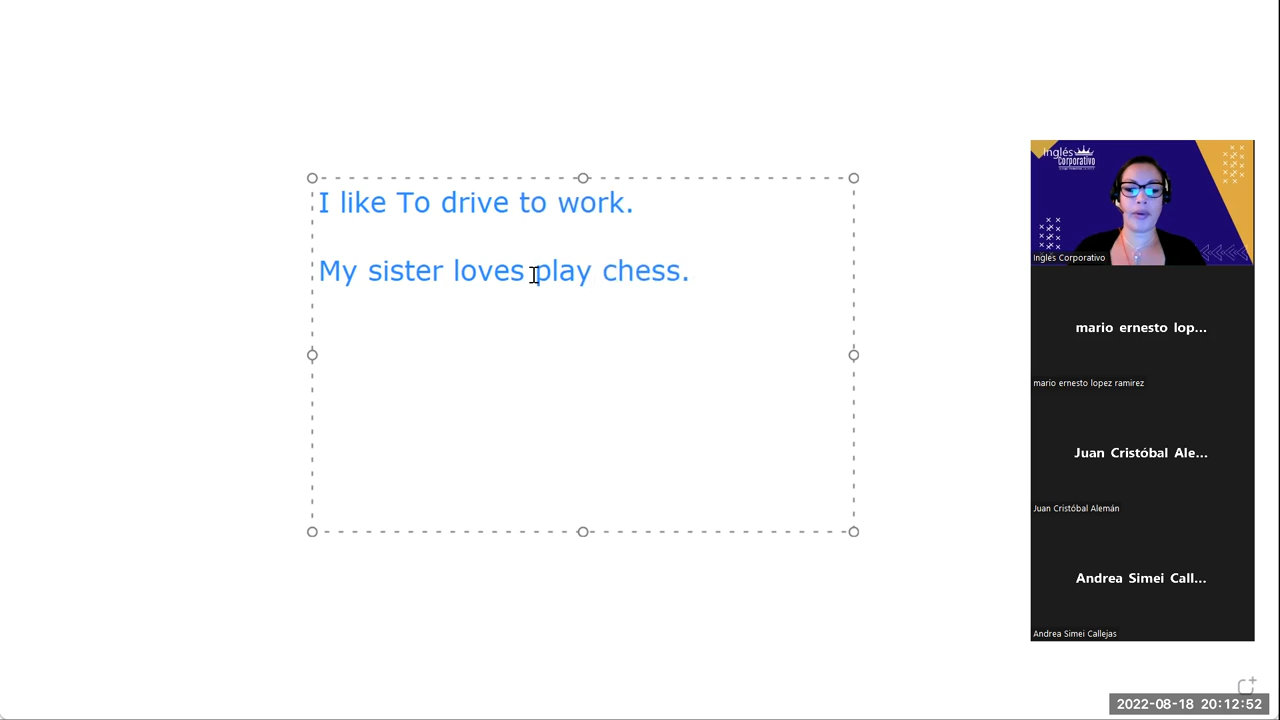 I like To drive to work.
My sister loves play chess.
Inglés
Corporativo
Inglés Corporativo
mario ernesto lop...
mario ernesto lopez ramirez
Juan Cristóbal Ale...
Juan Cristóbal Alemán
Andrea Simei Call...
Andrea Simei Callejas
2022-08-18 20:12:52